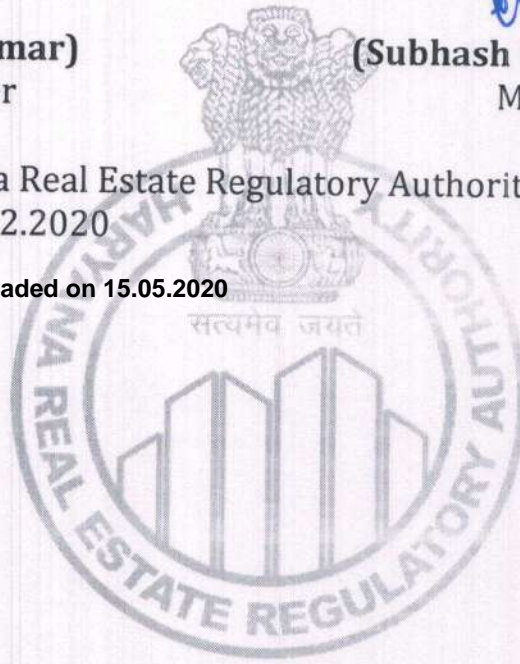 mar) (Subhash
r M
a Real Estate Regulatory Authorit
2.2020
aded on 15.05.2020
सत्यमेव जयते
HARYANA REAL ESTATE REGULATORY AUTHORITY